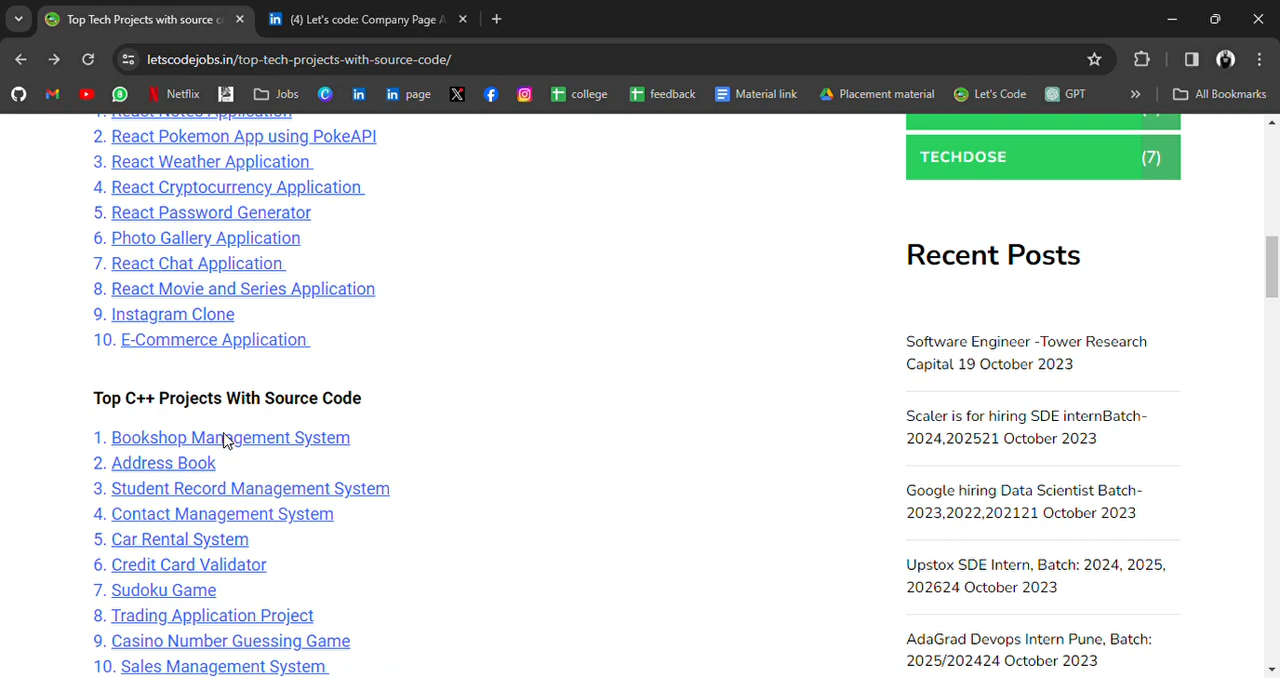 Top Tech Projects with source c
(4) Let's code: Company Page A
letscodejobs.in/top-tech-projects-with-source-code/
Netflix
Jobs
page
college
feedback
Material link
Placement material
Let's Code
GPT
All Bookmarks
1. React Notes Application
2. React Pokemon App using PokeAPI
3. React Weather Application
4. React Cryptocurrency Application
5. React Password Generator
6. Photo Gallery Application
7. React Chat Application
8. React Movie and Series Application
9. Instagram Clone
10. E-Commerce Application
Top C++ Projects With Source Code
1. Bookshop Management System
2. Address Book
3. Student Record Management System
4. Contact Management System
5. Car Rental System
6. Credit Card Validator
7. Sudoku Game
8. Trading Application Project
9. Casino Number Guessing Game
10. Sales Management System
TECHDOSE (7)
Recent Posts
Software Engineer -Tower Research
Capital 19 October 2023
Scaler is for hiring SDE internBatch-
2024,202521 October 2023
Google hiring Data Scientist Batch-
2023,2022,202121 October 2023
Upstox SDE Intern, Batch: 2024, 2025,
202624 October 2023
AdaGrad Devops Intern Pune, Batch:
2025/202424 October 2023